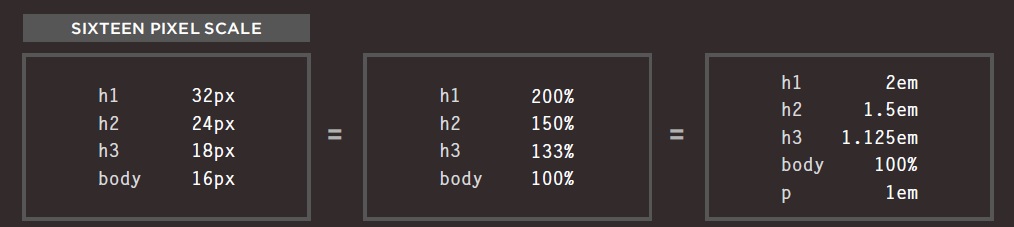 SIXTEEN PIXEL SCALE
h1 32px
h2 24px
h3 18px
body 16px
=
h1 200%
h2 150%
h3 133%
body 100%
=
h1 2em
h2 1.5em
h3 1.125em
body 100%
p 1em